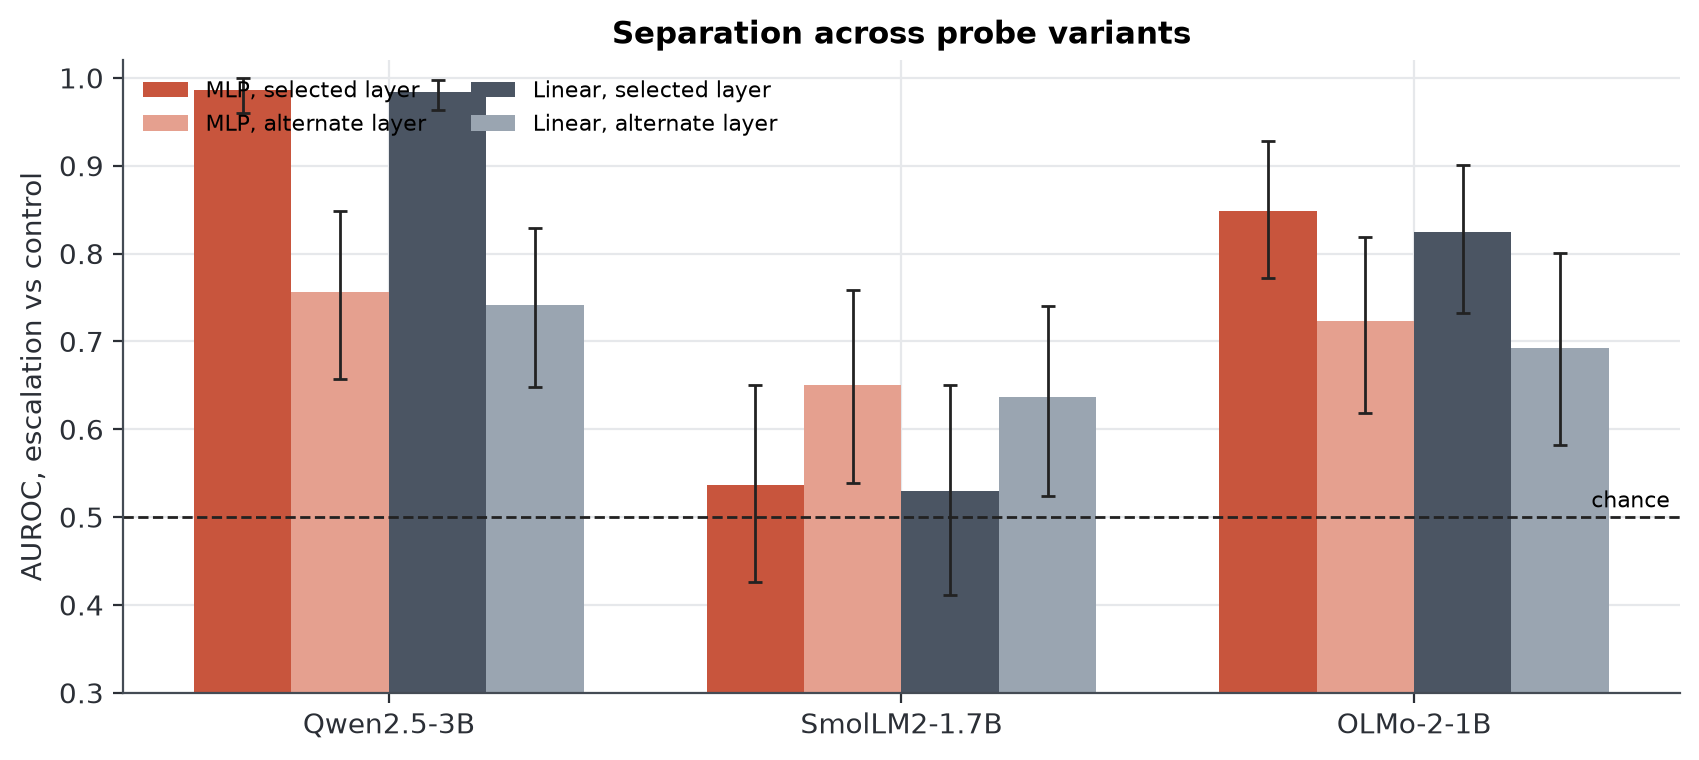 Separation across probe variants
AUROC, escalation vs control
1.0
0.9
0.8
0.7
0.6
0.5
0.4
0.3
MLP, selected layer
MLP, alternate layer
Linear, selected layer
Linear, alternate layer
chance
Qwen2.5-3B
SmolLM2-1.7B
OLMo-2-1B